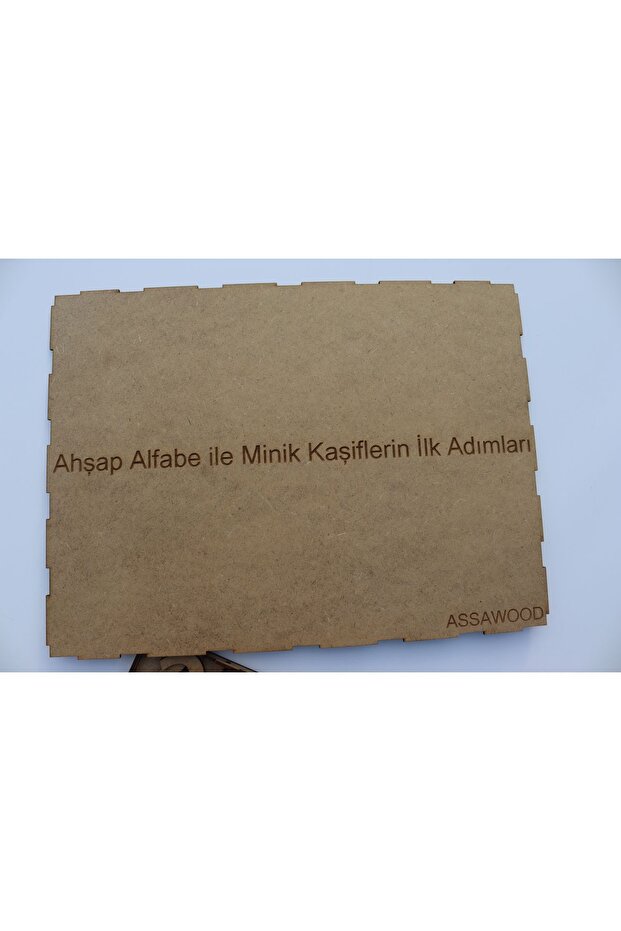 Ahşap Alfabe ile Minik Kaşiflerin İlk Adımları
ASSAWOOD